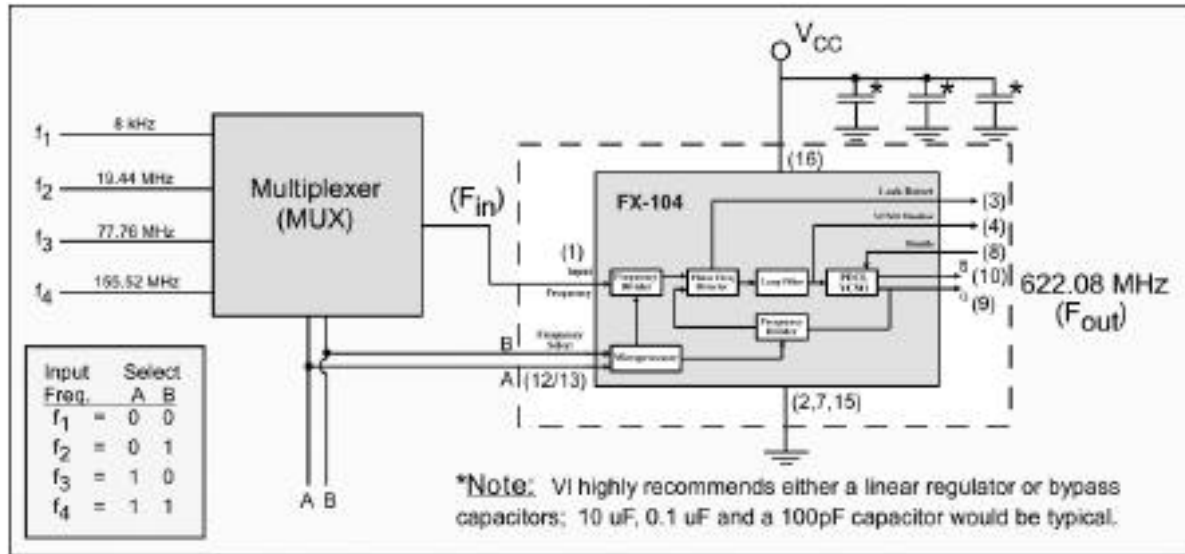 VCC
* * *
f1 8 kHz
f2 19.44 MHz
f3 77.76 MHz
f4 155.52 MHz
Multiplexer
(MUX)
(Fin)
(16)
FX-104
Lock Detect
(3)
(4)
(8)
(10)
(9)
(1)
Input
Frequency
Frequency
Divider
Loop Filter
Frequency
Divider
Microprocessor
Frequency
Select
B
A (12/13)
(2,7,15)
622.08 MHz
(Fout)
Input Select
Freq. A B
f1 = 0 0
f2 = 0 1
f3 = 1 0
f4 = 1 1
A B
*Note: VI highly recommends either a linear regulator or bypass
capacitors; 10 uF, 0.1 uF and a 100pF capacitor would be typical.